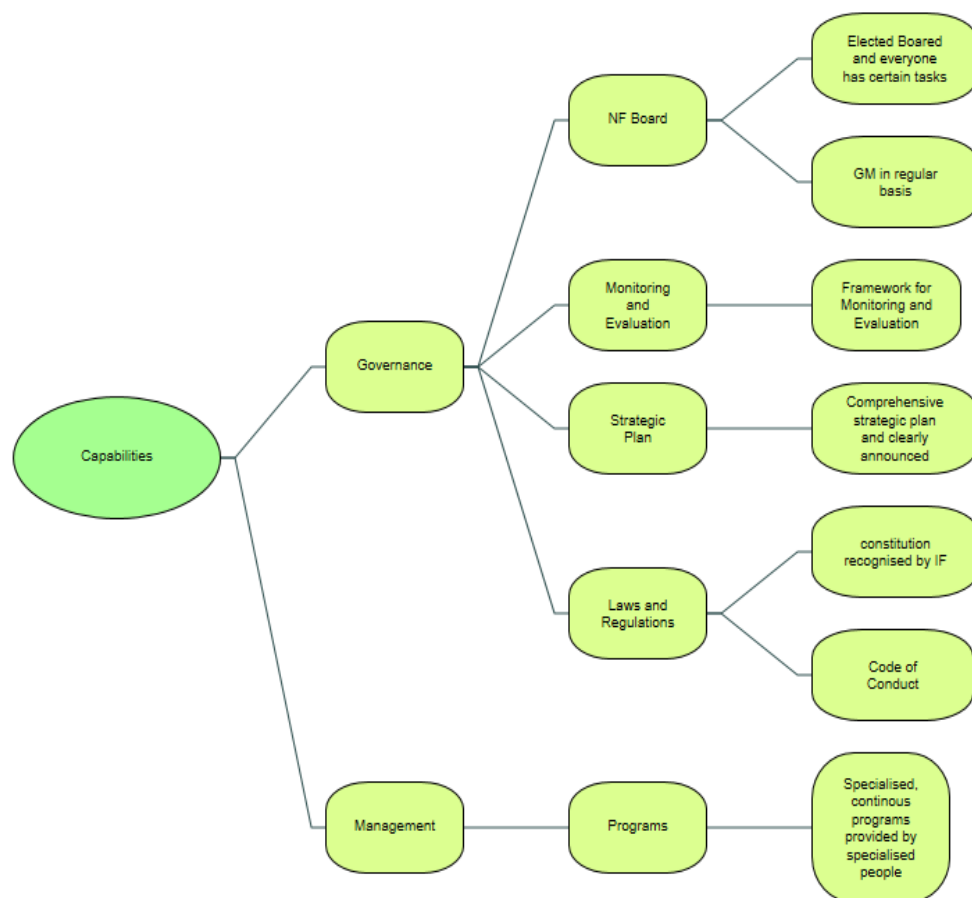 Elected Boared
and everyone
has certain tasks
NF Board
GM in regular
basis
Monitoring
and
Evaluation
Framework for
Monitoring and
Evaluation
Governance
Strategic
Plan
Comprehensive
strategic plan
and clearly
announced
Capabilities
constitution
recognised by IF
Laws and
Regulations
Code of
Conduct
Management
Programs
Specialised,
continous
programs
provided by
specialised
people